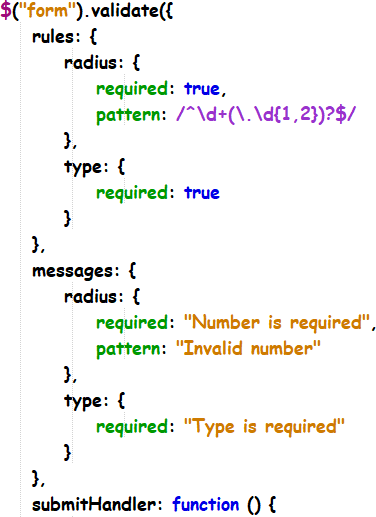 $("form").validate({
    rules: {
        radius: {
            required: true,
            pattern: /^\d+(\.\d{1,2})?$/
        },
        type: {
            required: true
        }
    },
    messages: {
        radius: {
            required: "Number is required",
            pattern: "Invalid number"
        },
        type: {
            required: "Type is required"
        }
    },
    submitHandler: function () {